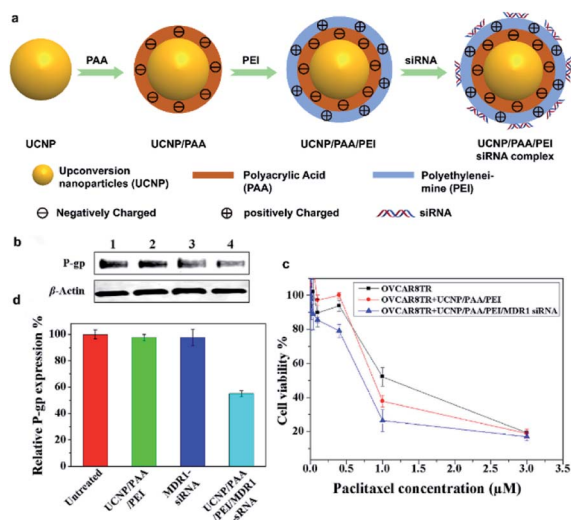 a
PAA
PEI
siRNA
UCNP
UCNP/PAA
UCNP/PAA/PEI
UCNP/PAA/PEI
siRNA complex
Upconversion
nanoparticles (UCNP)
Polyacrylic Acid
(PAA)
Polyethylenei-
mine (PEI)
Negatively Charged
positively Charged
siRNA
b
1 2 3 4
P-gp
β-Actin
d
Relative P-gp expression %
100
80
60
40
20
0
Untreated
UCNP/PAA
/PEI
MDR1-
siRNA
UCNP/PAA
/PEI/MDR1
sRNA
c
OVCAR8TR
OVCAR8TR+UCNP/PAA/PEI
OVCAR8TR+UCNP/PAA/PEI/MDR1 siRNA
Cell viability %
100
80
60
40
20
0
0.0 0.5 1.0 1.5 2.0 2.5 3.0 3.5
Paclitaxel concentration (µM)